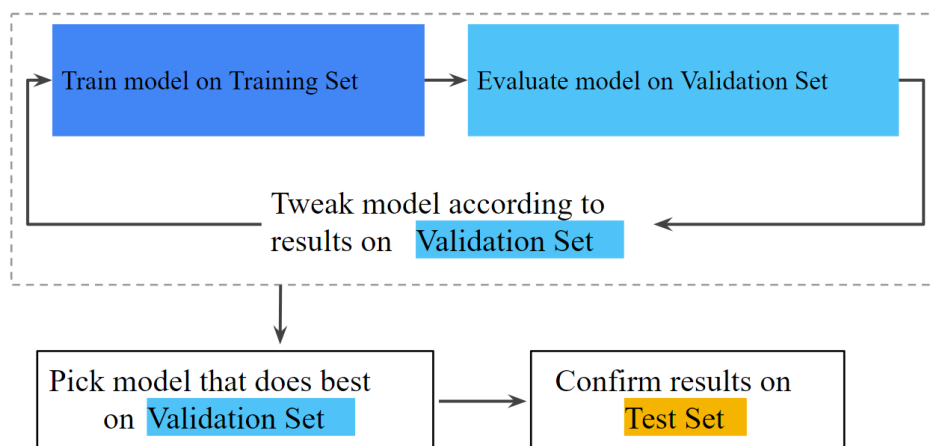 Train model on Training Set
Evaluate model on Validation Set
Tweak model according to
results on Validation Set
Pick model that does best
on Validation Set
Confirm results on
Test Set